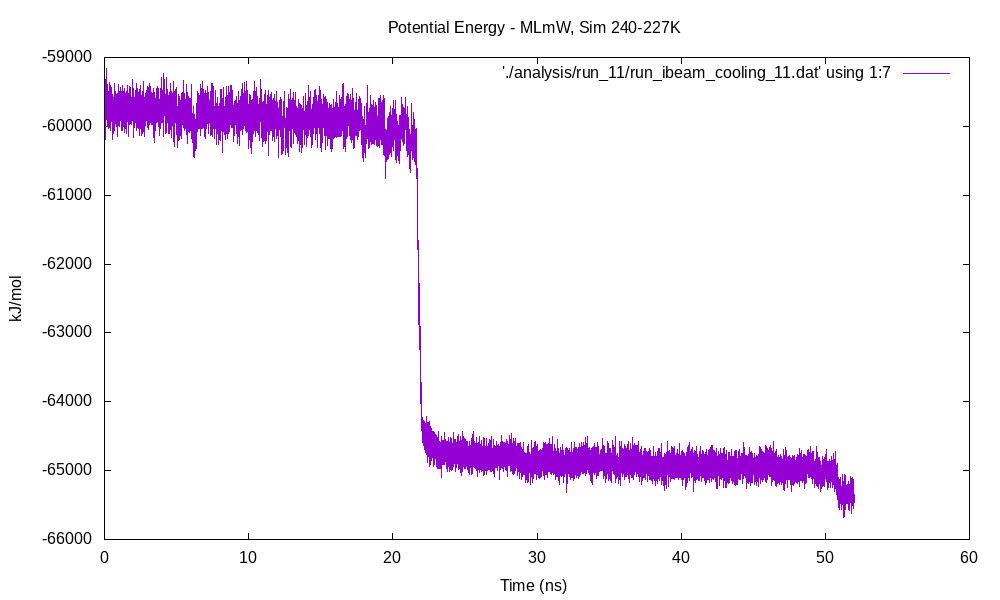 Potential Energy - MLmW, Sim 240-227K
'./analysis/run_11/run_ibeam_cooling_11.dat' using 1:7
-59000
-60000
-61000
-62000
-63000
-64000
-65000
-66000
kJ/mol
0 10 20 30 40 50 60
Time (ns)